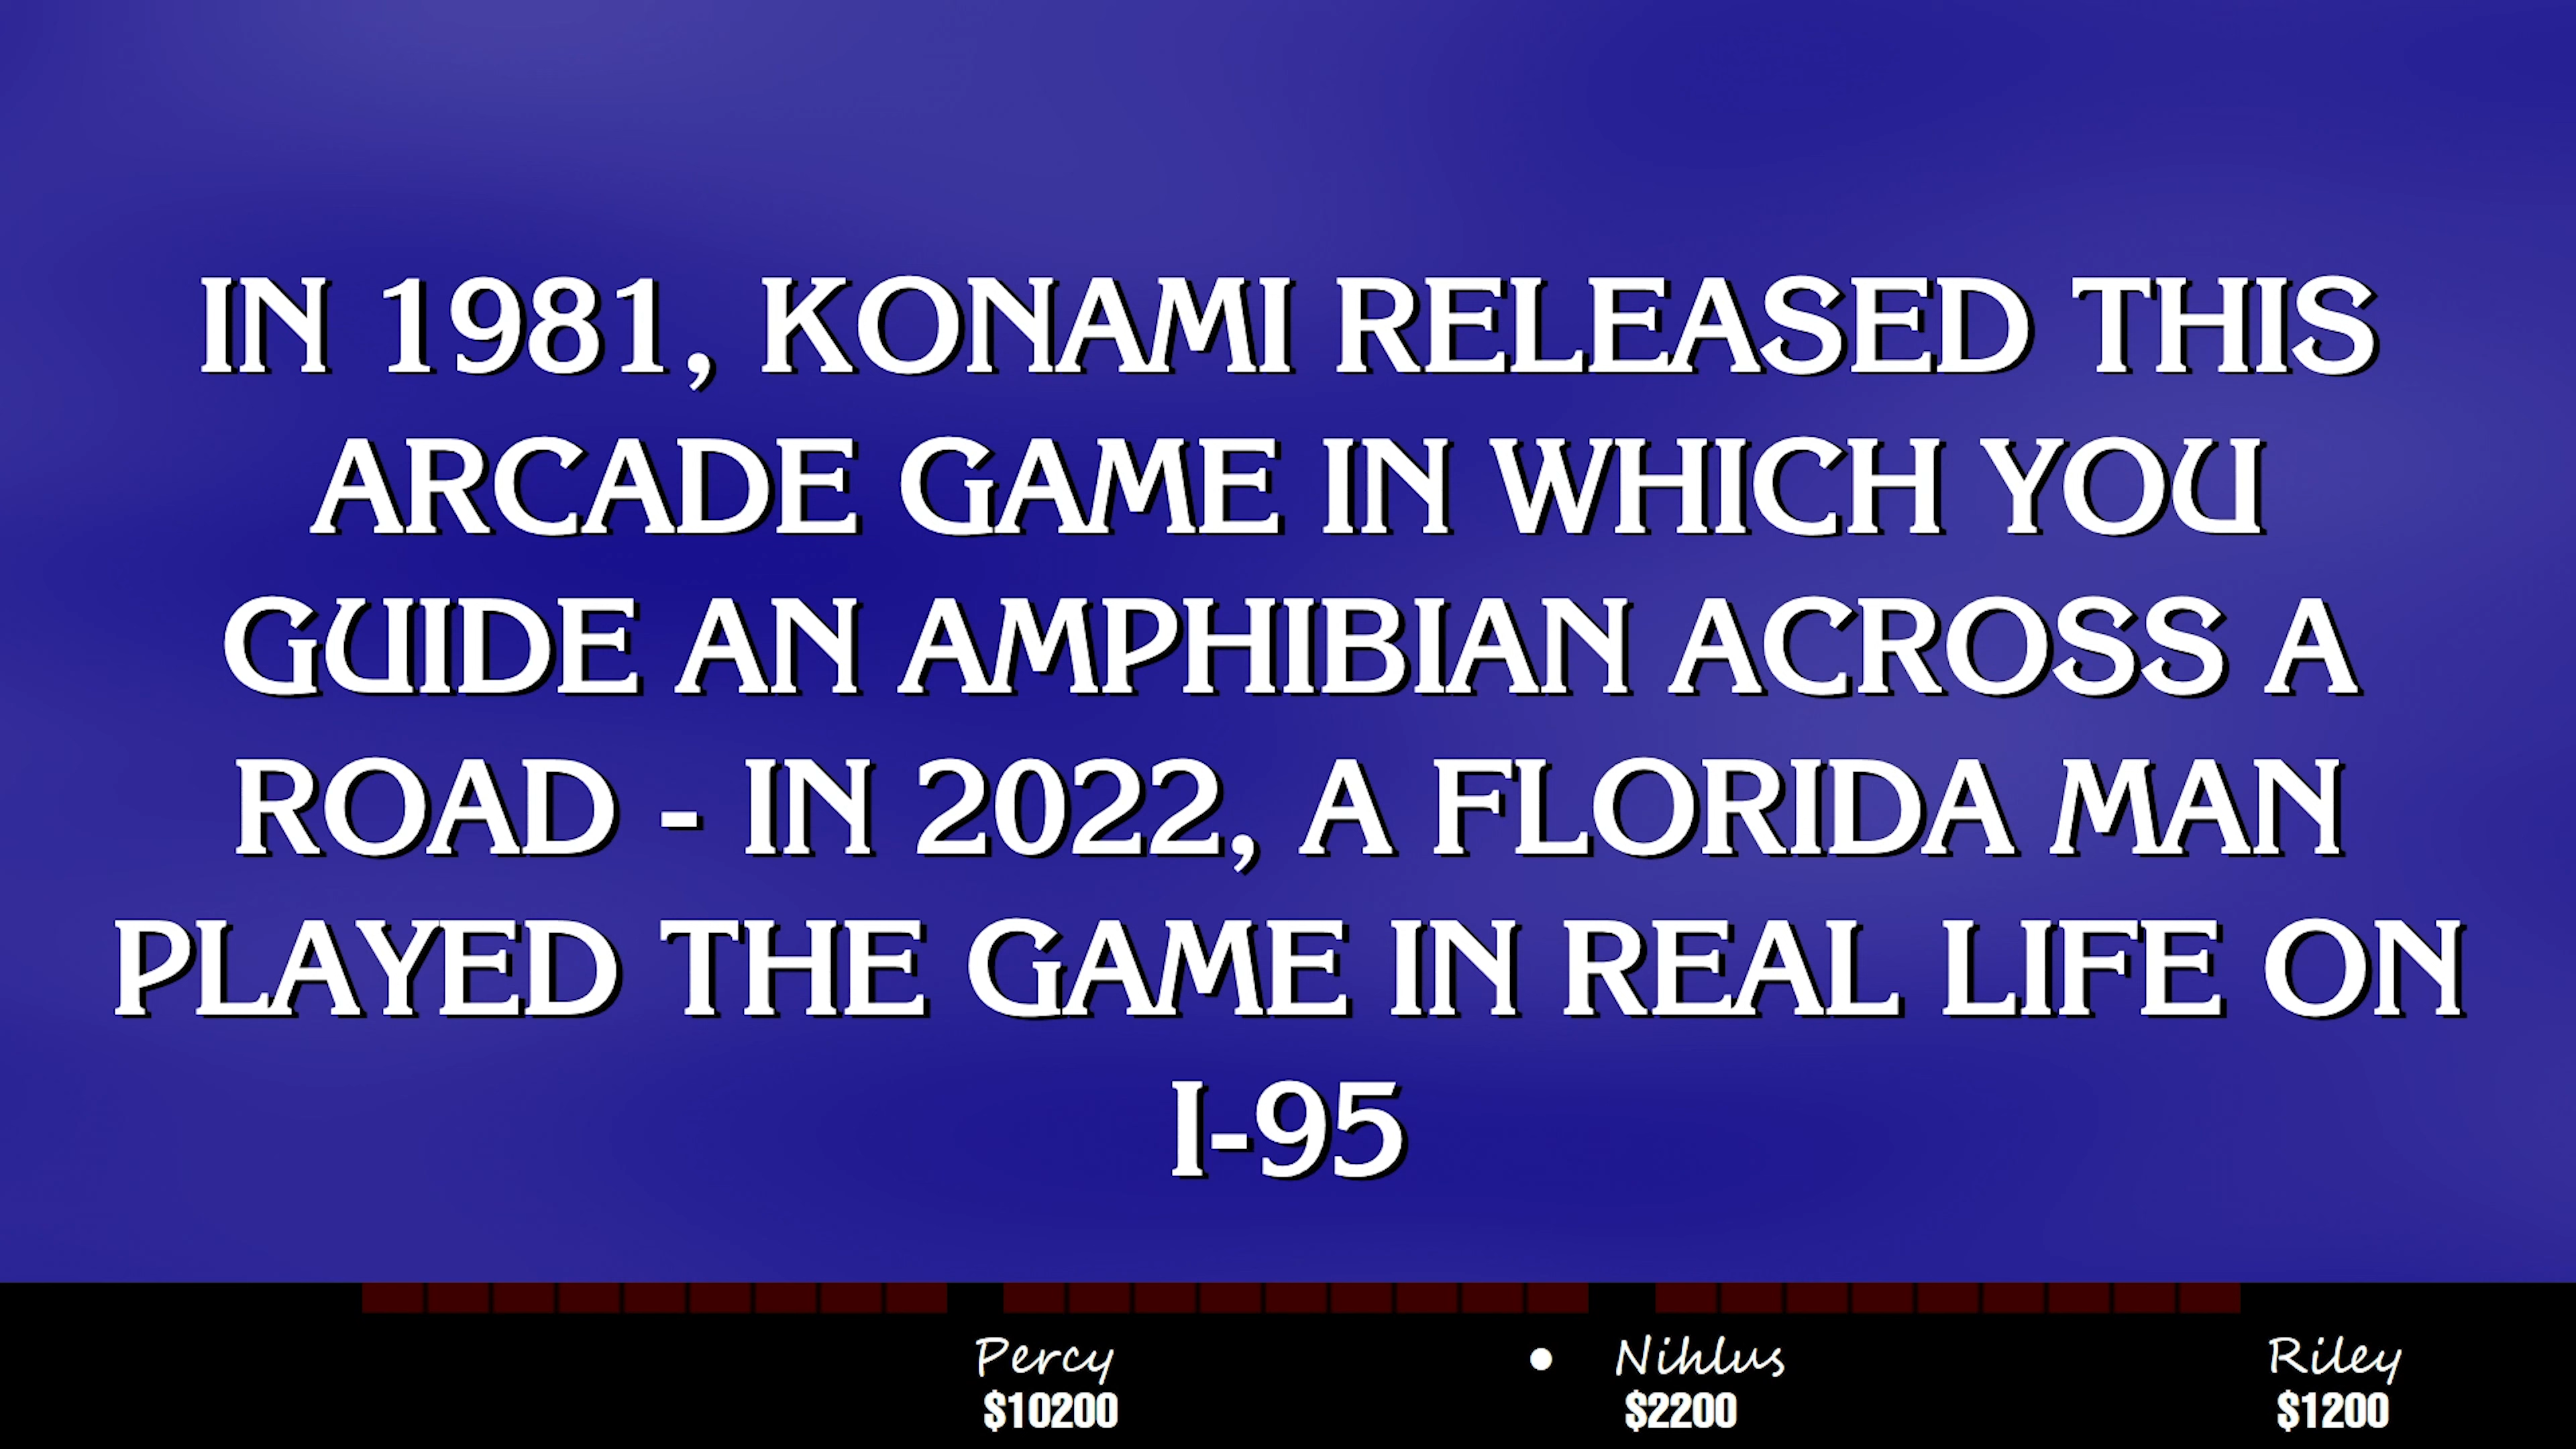 IN 1981, KONAMI RELEASED THIS
ARCADE GAME IN WHICH YOU
GUIDE AN AMPHIBIAN ACROSS A
ROAD - IN 2022, A FLORIDA MAN
PLAYED THE GAME IN REAL LIFE ON
I-95
Percy
$10200
Nihlus
$2200
Riley
$1200